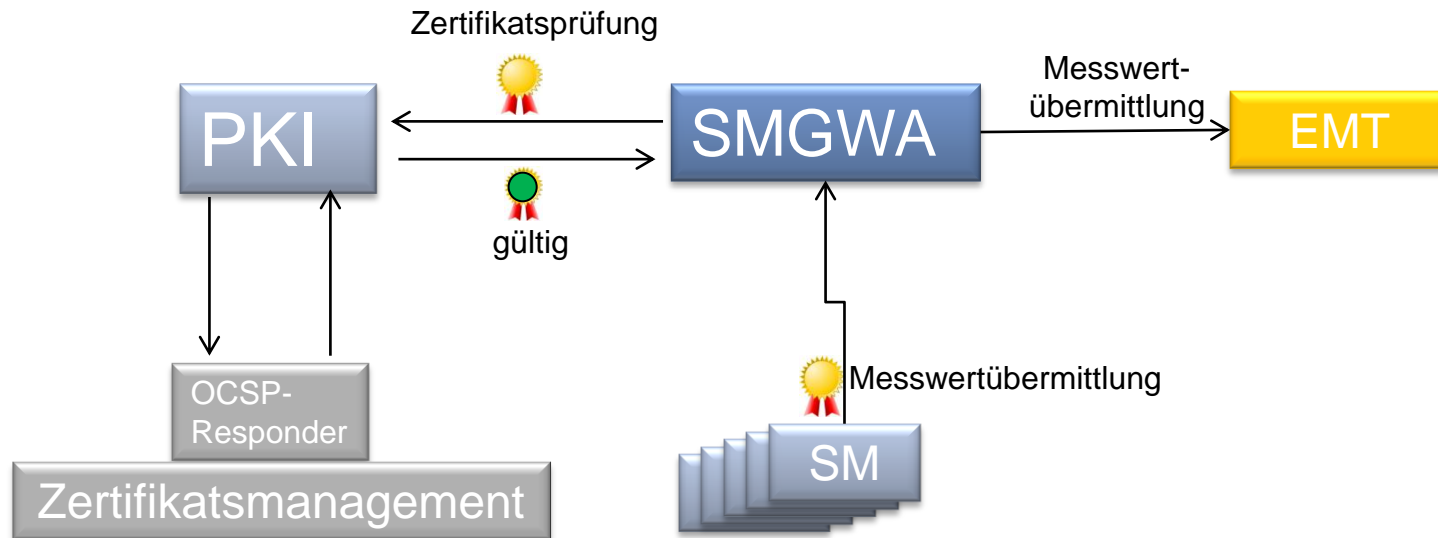 Zertifikatsprüfung
PKI
SMGWA
Messwert-
übermittlung
EMT
gültig
OCSP-
Responder
Zertifikatsmanagement
Messwertübermittlung
SM